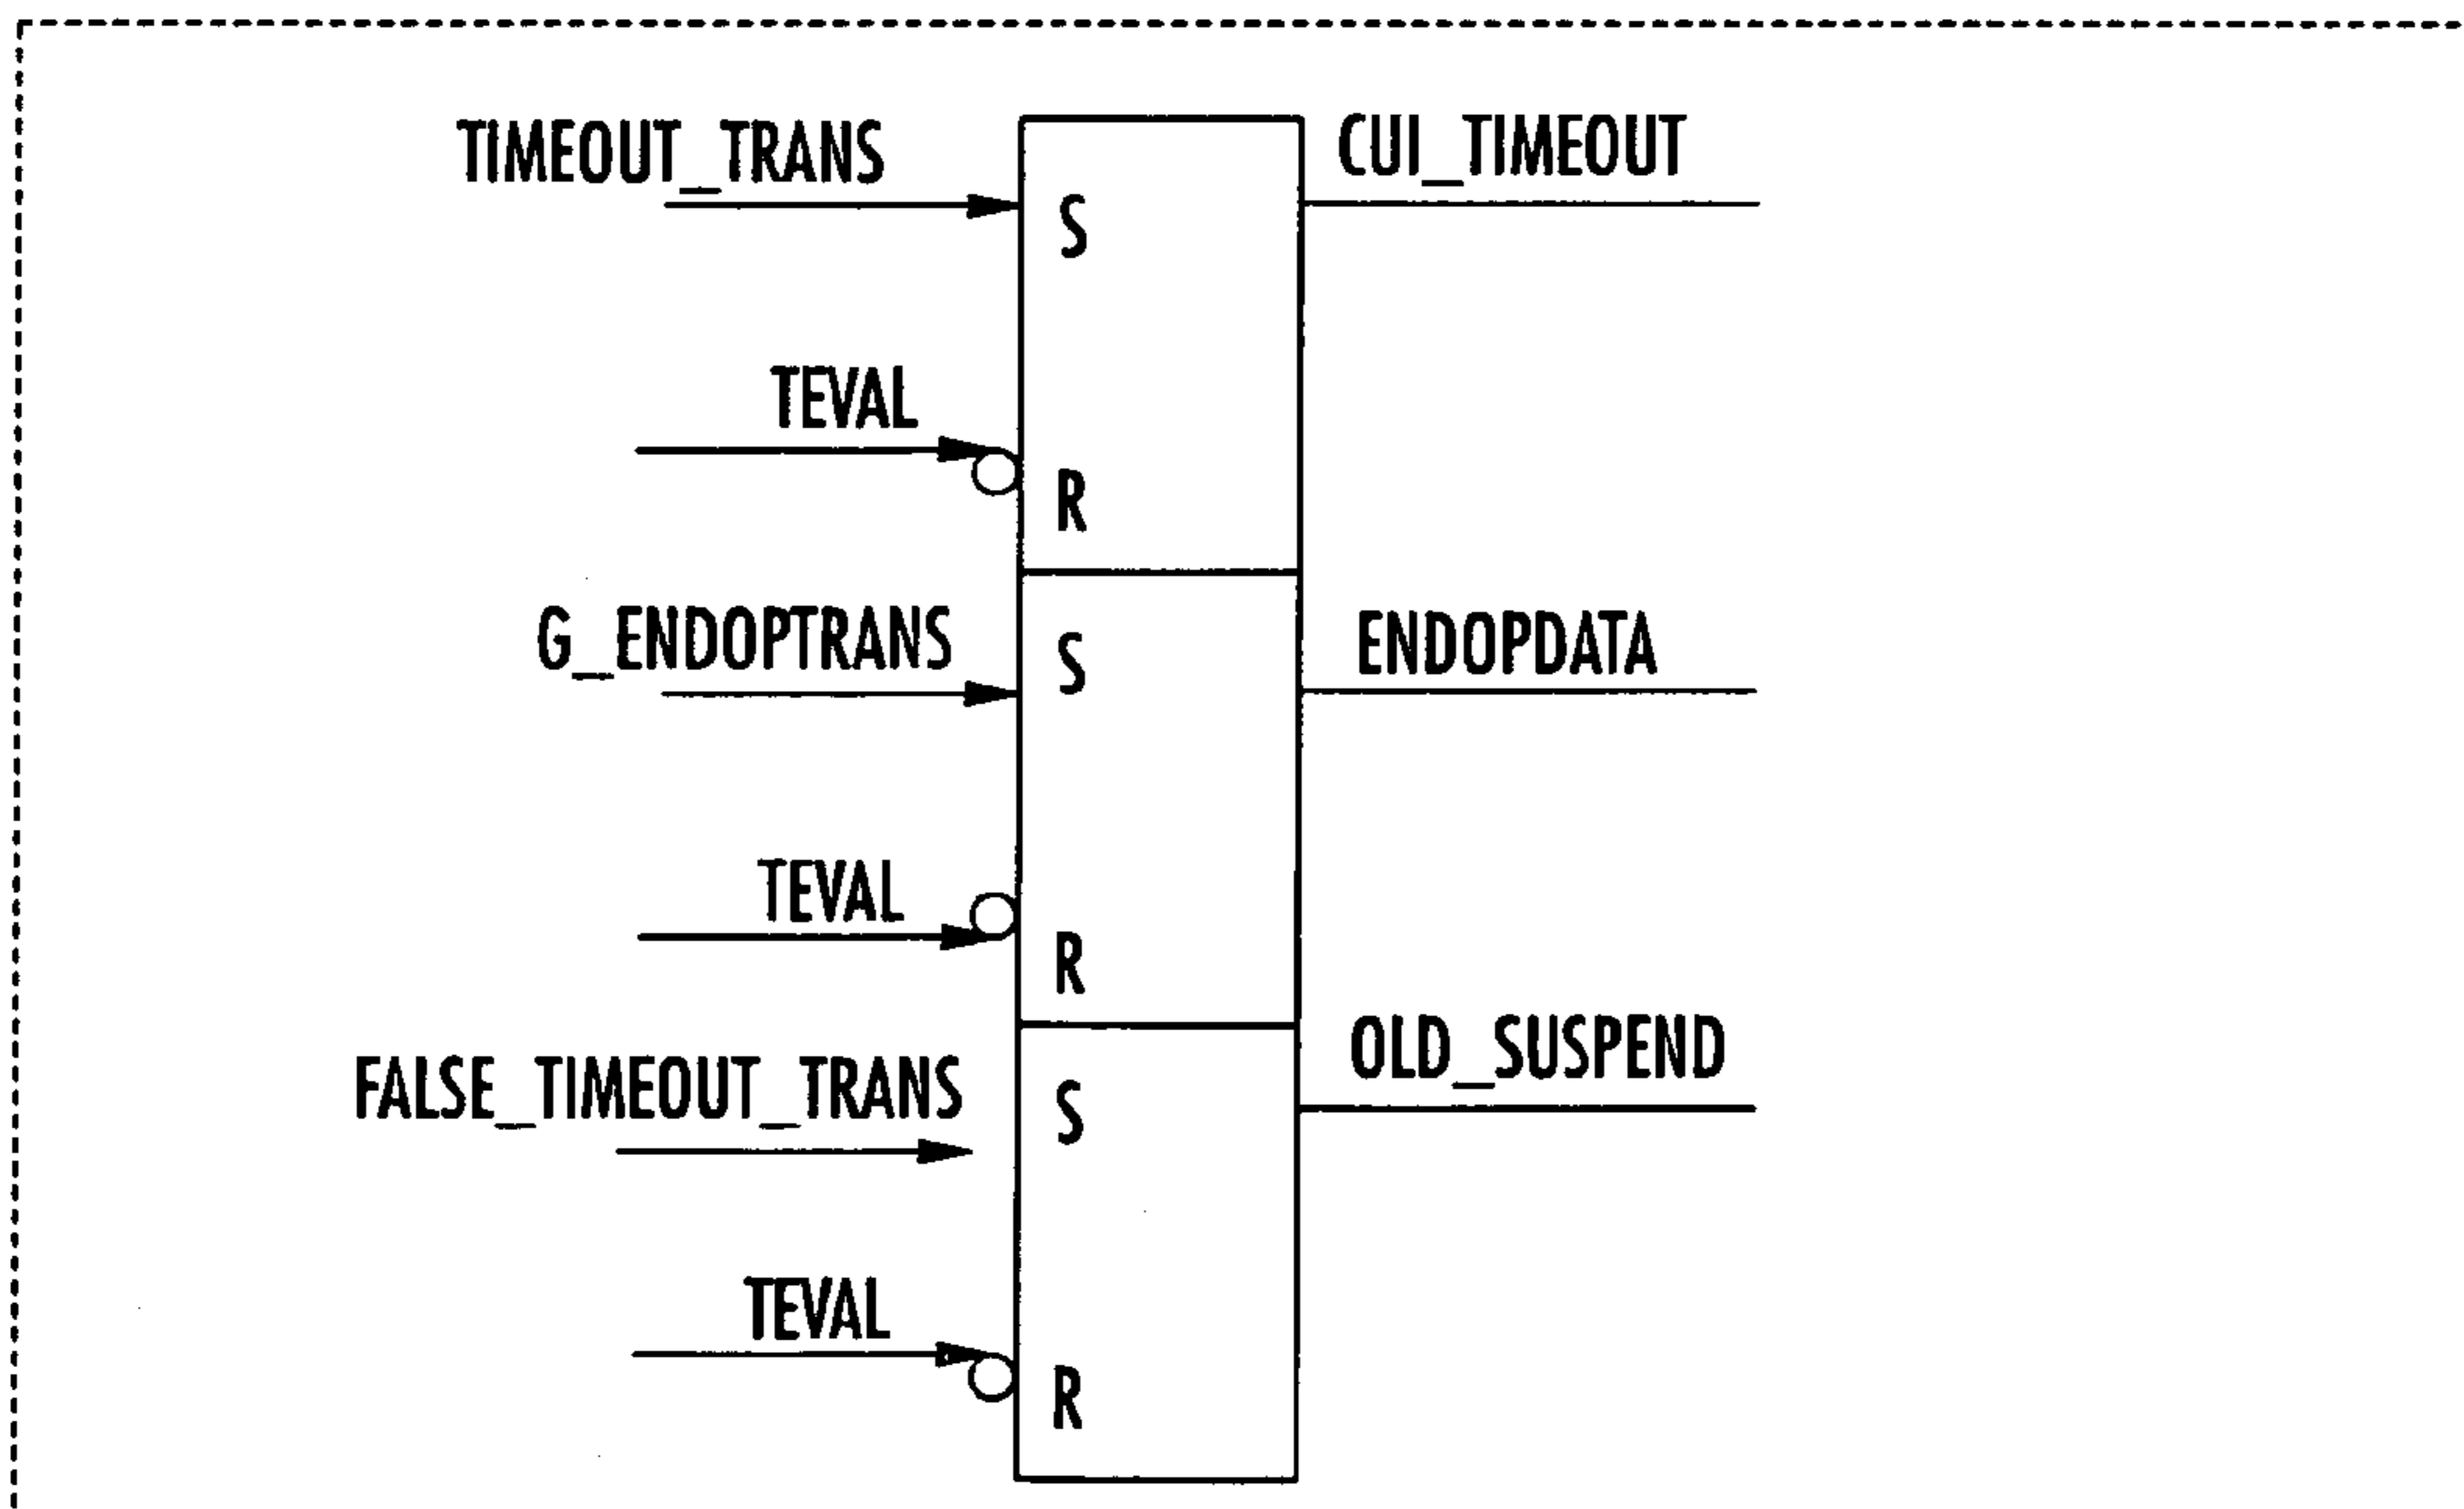 TIMEOUT_TRANS
CUI_TIMEOUT
S
TEVAL
R
G_ENDOPTRANS
S
ENDOPDATA
TEVAL
R
FALSE_TIMEOUT_TRANS
S
OLD_SUSPEND
TEVAL
R